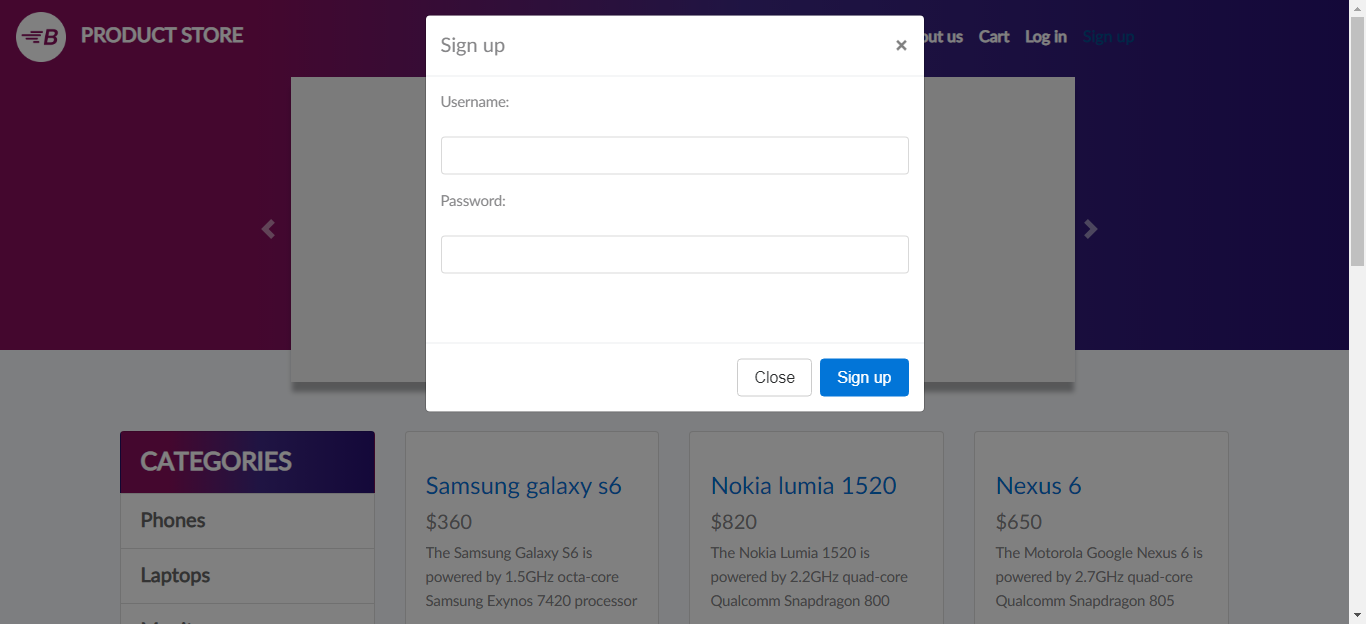 B PRODUCT STORE
out us Cart Log in Sign up
Sign up ×
Username:
Password:
Close Sign up
CATEGORIES
Phones
Laptops
Samsung galaxy s6
$360
The Samsung Galaxy S6 is
powered by 1.5GHz octa-core
Samsung Exynos 7420 processor
Nokia lumia 1520
$820
The Nokia Lumia 1520 is
powered by 2.2GHz quad-core
Qualcomm Snapdragon 800
Nexus 6
$650
The Motorola Google Nexus 6 is
powered by 2.7GHz quad-core
Qualcomm Snapdragon 805